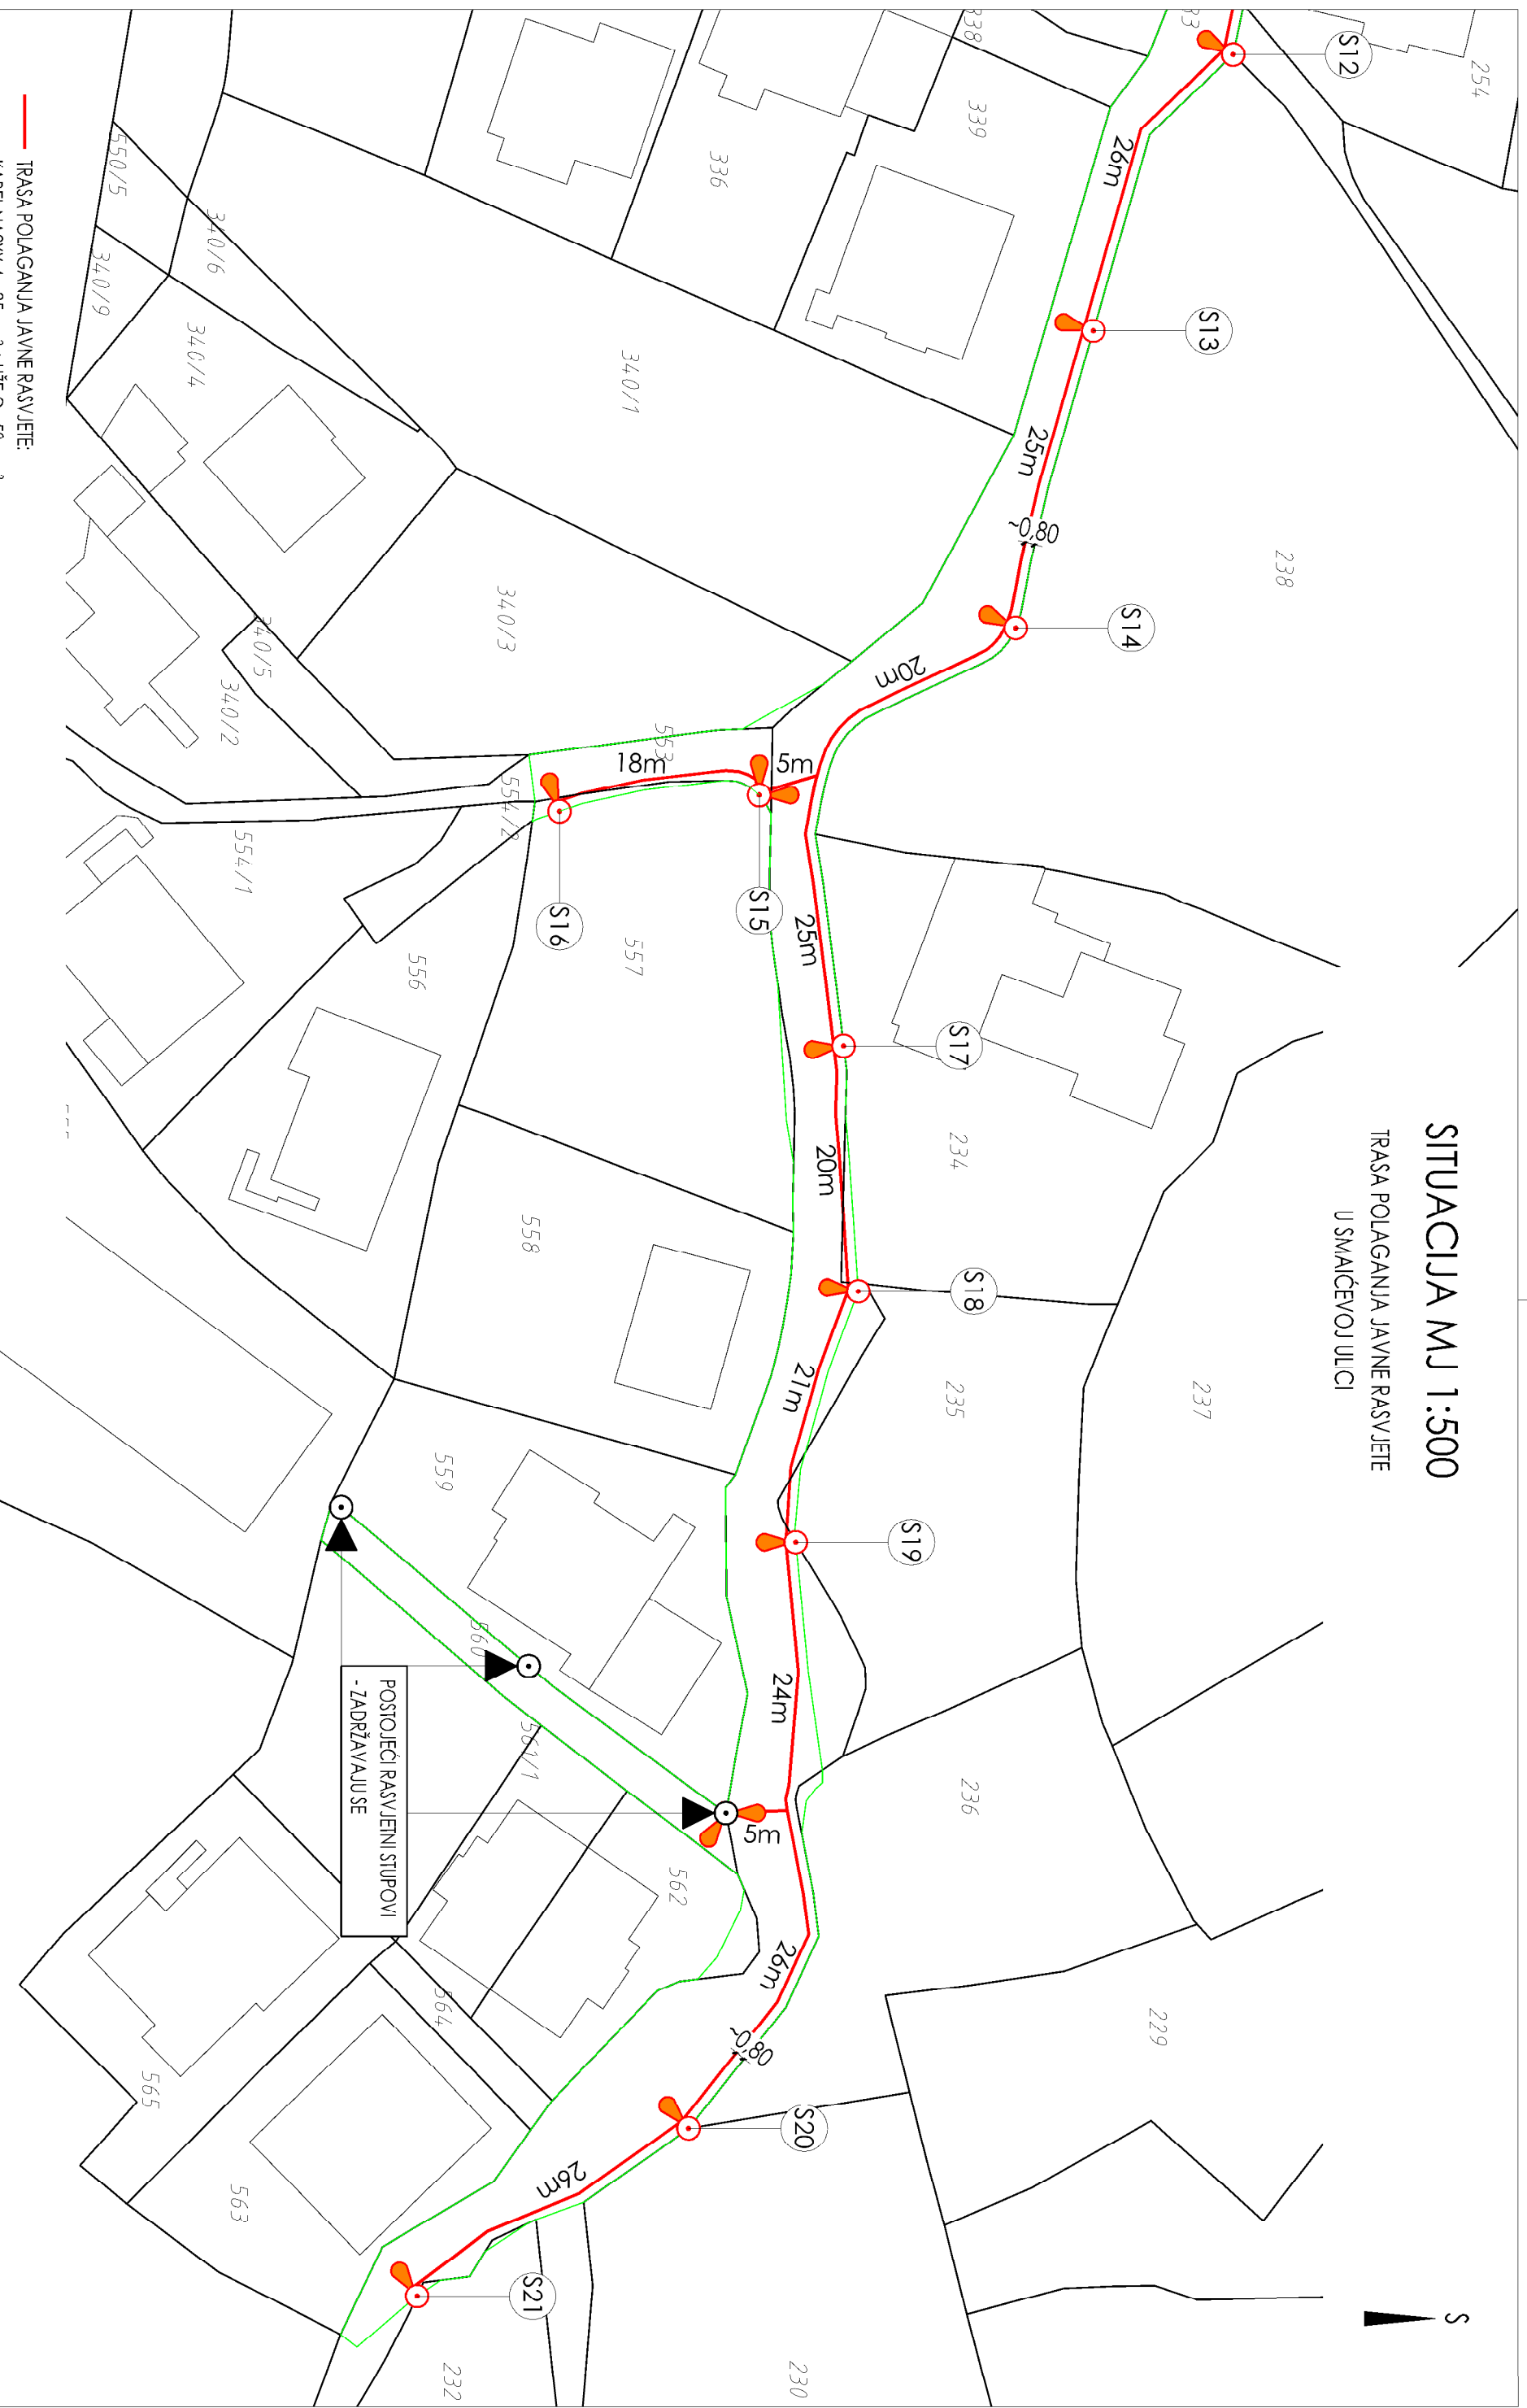 SITUACIJA MJ 1:500
TRASA POLAGANJA JAVNE RASVJETE
U SMAIĆEVOJ ULICI
S
S12
S13
S14
S15
S16
S17
S18
S19
S20
S21
26m
25m
~0,80
20m
5m
18m
25m
20m
21m
24m
5m
26m
~0,80
26m
254
338
339
336
238
340/1
550/5
340/6
340/9
340/4
340/3
340/5
340/2
553
554/2
554/1
556
557
558
559
560
561/1
562
564
565
563
234
235
237
236
229
230
232
POSTOJEĆI RASVJETNI STUPOVI
- ZADRŽAVAJU SE
TRASA POLAGANJA JAVNE RASVJETE: